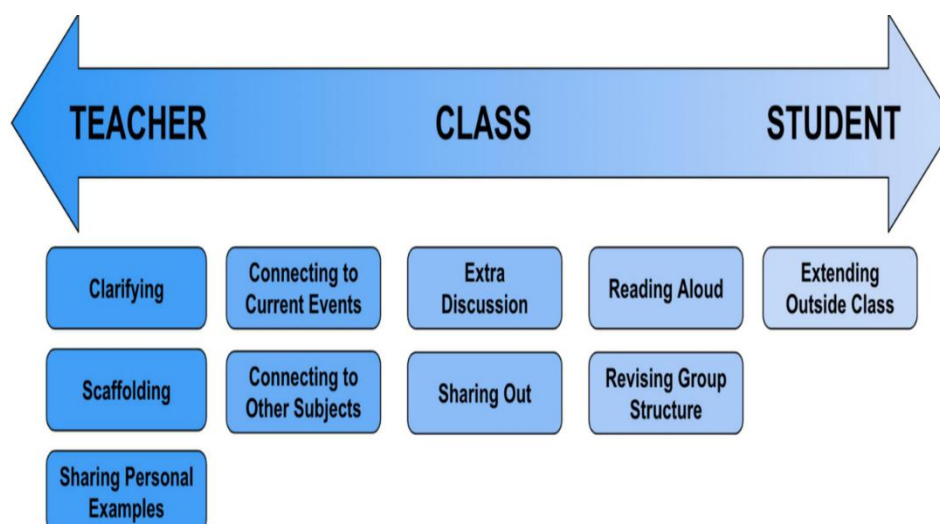 TEACHER CLASS STUDENT
Clarifying
Connecting to
Current Events
Extra
Discussion
Reading Aloud
Extending
Outside Class
Scaffolding
Connecting to
Other Subjects
Sharing Out
Revising Group
Structure
Sharing Personal
Examples